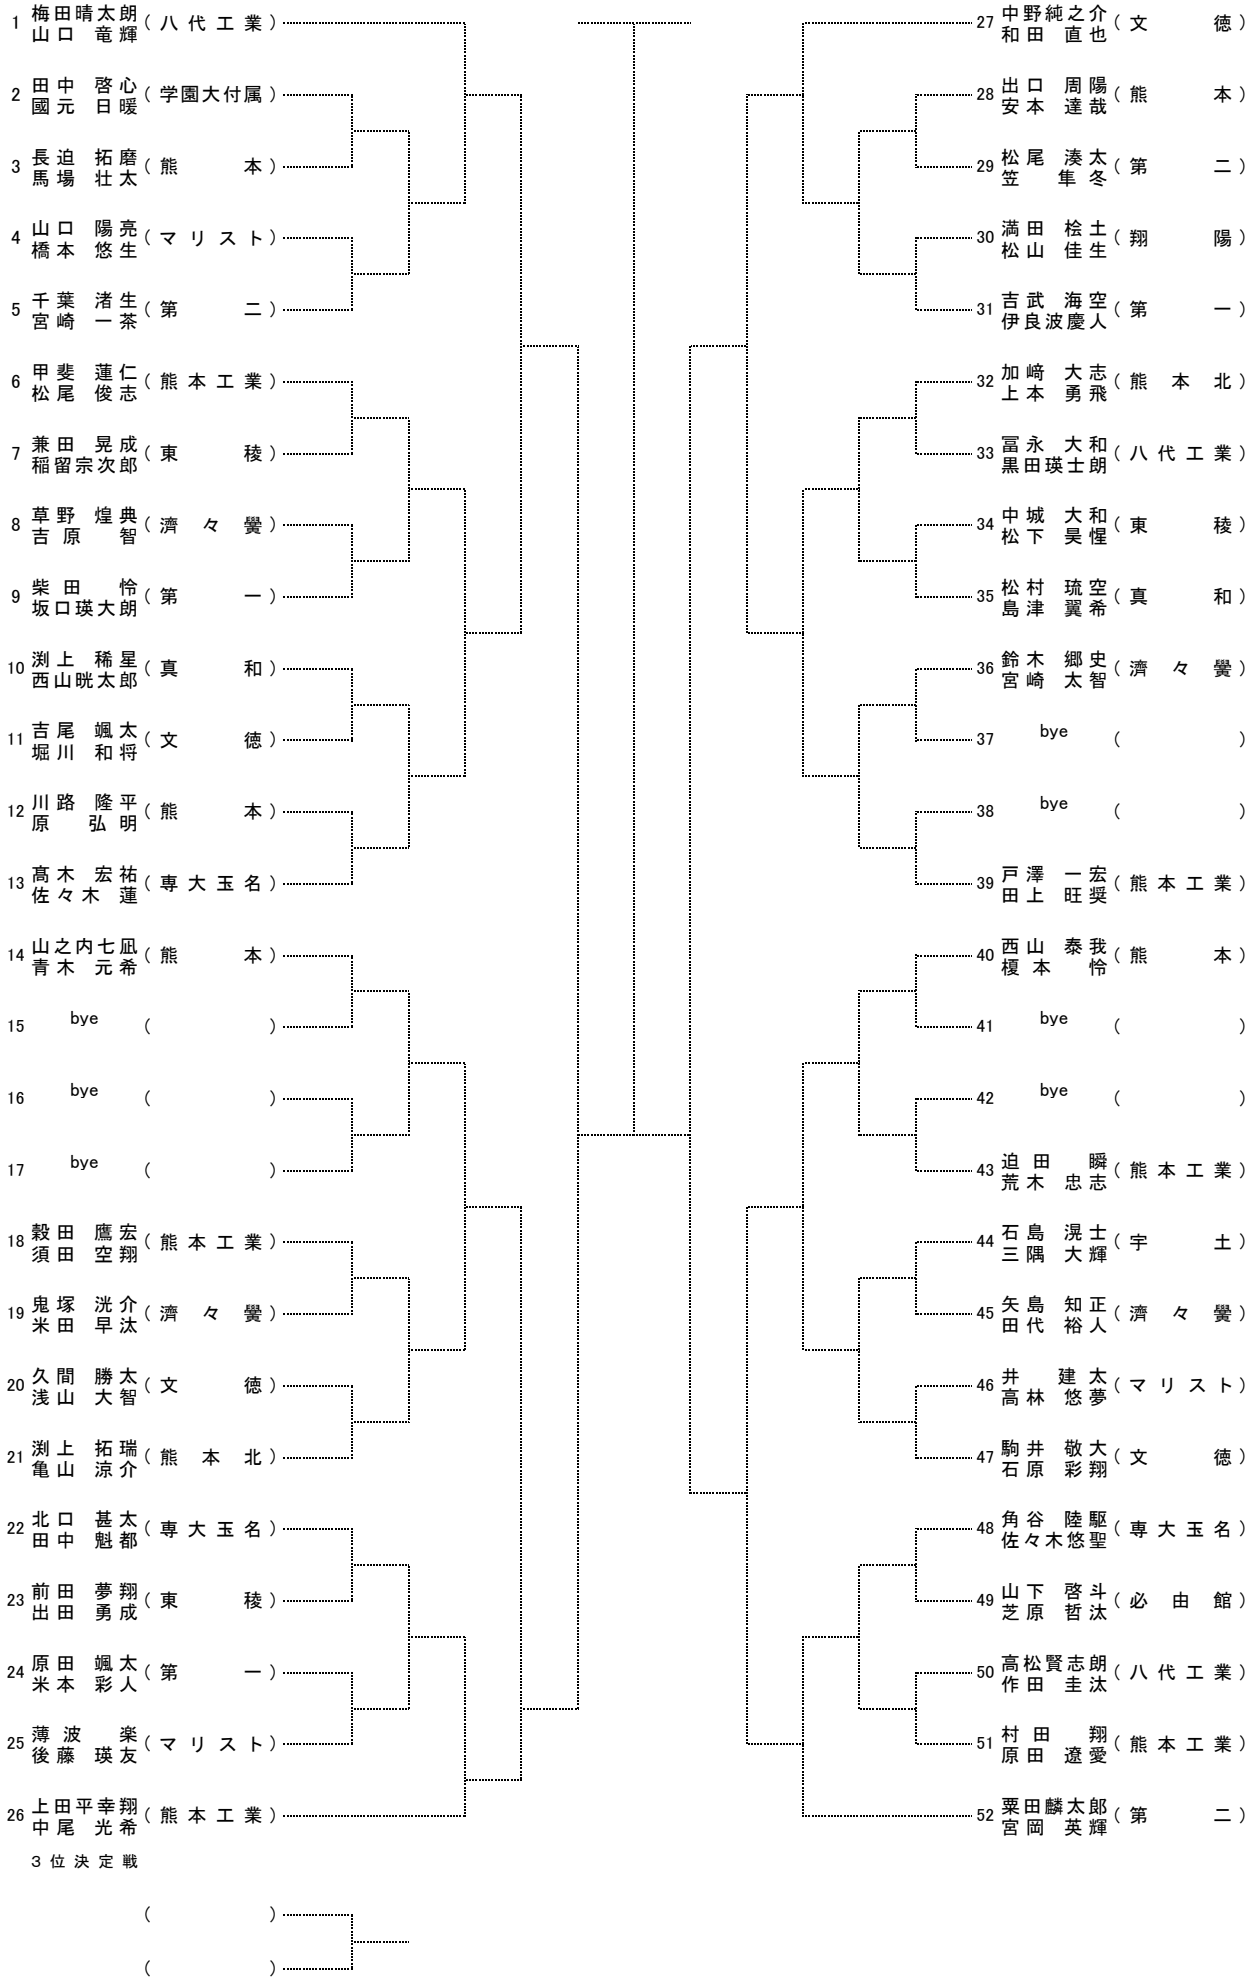 1 梅田晴太朗 (八代工業)
山口 竜輝
2 田中 啓心 (学園大付属)
國元 日暖
3 長迫 拓磨 (熊本)
馬場 壮太
4 山口 陽亮 (マリスト)
橋本 悠生
5 千葉 渚生 (第二)
宮崎 一茶
6 甲斐 蓮仁 (熊本工業)
松尾 俊志
7 兼田 晃成 (東稜)
稲留宗次郎
8 草野 煌典 (濟々黌)
吉原 智
9 柴田 怜 (第一)
坂口瑛大朗
10 渕上 稀星 (真和)
西山晄太郎
11 吉尾 颯太 (文徳)
堀川 和将
12 川路 隆平 (熊本)
原 弘明
13 髙木 宏祐 (専大玉名)
佐々木 蓮
14 山之内七凪 (熊本)
青木 元希
15 bye ( )
16 bye ( )
17 bye ( )
18 穀田 鷹宏 (熊本工業)
須田 空翔
19 鬼塚 洸介 (濟々黌)
米田 早汰
20 久間 勝太 (文徳)
浅山 大智
21 渕上 拓瑞 (熊本北)
亀山 涼介
22 北口 甚太 (専大玉名)
田中 魁都
23 前田 夢翔 (東稜)
出田 勇成
24 原田 颯太 (第一)
米本 彩人
25 薄波 楽 (マリスト)
後藤 瑛友
26 上田平幸翔 (熊本工業)
中尾 光希
3位決定戦
( )
( )
27 中野純之介 (文徳)
和田 直也
28 出口 周陽 (熊本)
安本 達哉
29 松尾 湊太 (第二)
笠 隼冬
30 満田 桧土 (翔陽)
松山 佳生
31 吉武 海空 (第一)
伊良波慶人
32 加﨑 大志 (熊本北)
上本 勇飛
33 冨永 大和 (八代工業)
黒田瑛士朗
34 中城 大和 (東稜)
松下 昊惺
35 松村 琉空 (真和)
島津 翼希
36 鈴木 郷史 (濟々黌)
宮崎 太智
37 bye ( )
38 bye ( )
39 戸澤 一宏 (熊本工業)
田上 旺奨
40 西山 泰我 (熊本)
榎本 怜
41 bye ( )
42 bye ( )
43 迫田 瞬 (熊本工業)
荒木 忠志
44 石島 滉士 (宇土)
三隅 大輝
45 矢島 知正 (濟々黌)
田代 裕人
46 井 建太 (マリスト)
高林 悠夢
47 駒井 敬大 (文徳)
石原 彩翔
48 角谷 陸駆 (専大玉名)
佐々木悠聖
49 山下 啓斗 (必由館)
芝原 哲汰
50 高松賢志朗 (八代工業)
作田 圭汰
51 村田 翔 (熊本工業)
原田 遼愛
52 粟田麟太郎 (第二)
宮岡 英輝